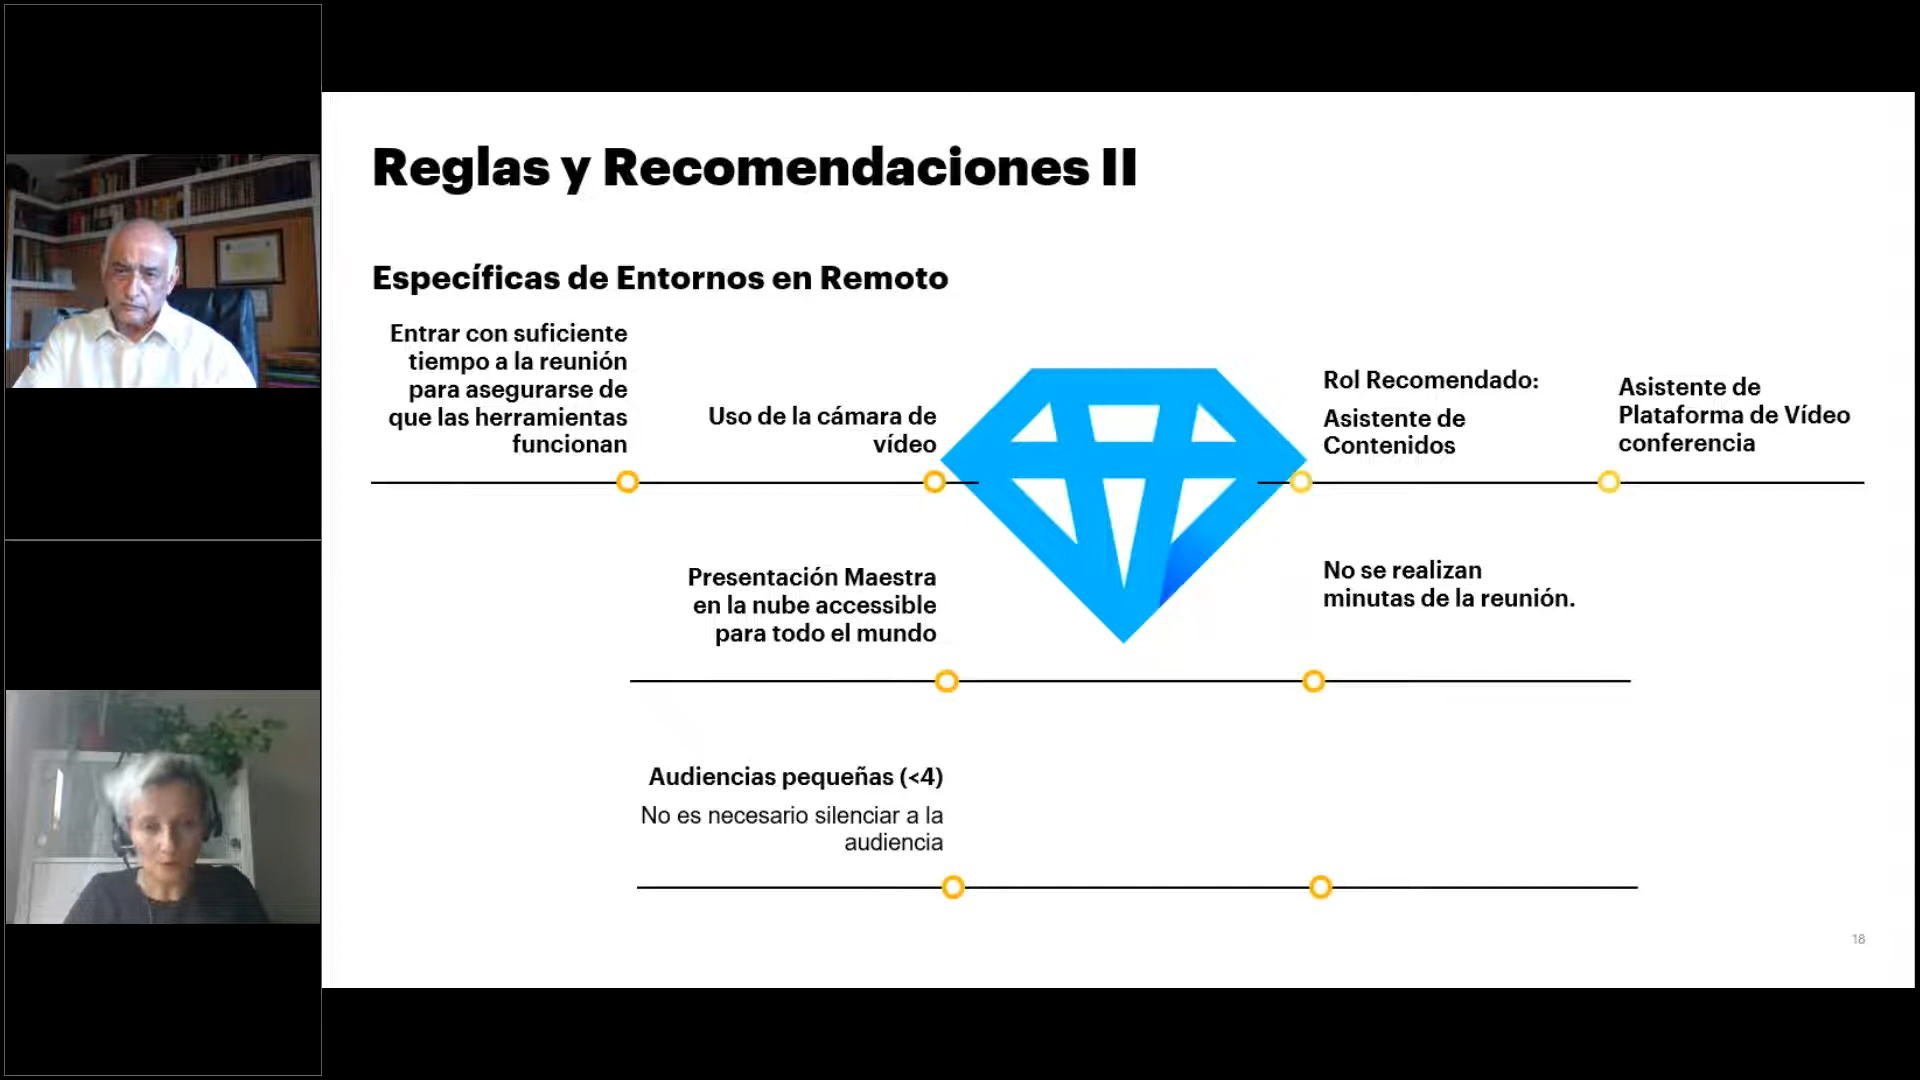 Reglas y Recomendaciones II
Específicas de Entornos en Remoto
Entrar con suficiente
tiempo a la reunión
para asegurarse de
que las herramientas
funcionan
Uso de la cámara de
vídeo
Rol Recomendado:
Asistente de
Contenidos
Asistente de
Plataforma de Vídeo
conferencia
Presentación Maestra
en la nube accessible
para todo el mundo
No se realizan
minutas de la reunión.
Audiencias pequeñas (<4)
No es necesario silenciar a la
audiencia
18